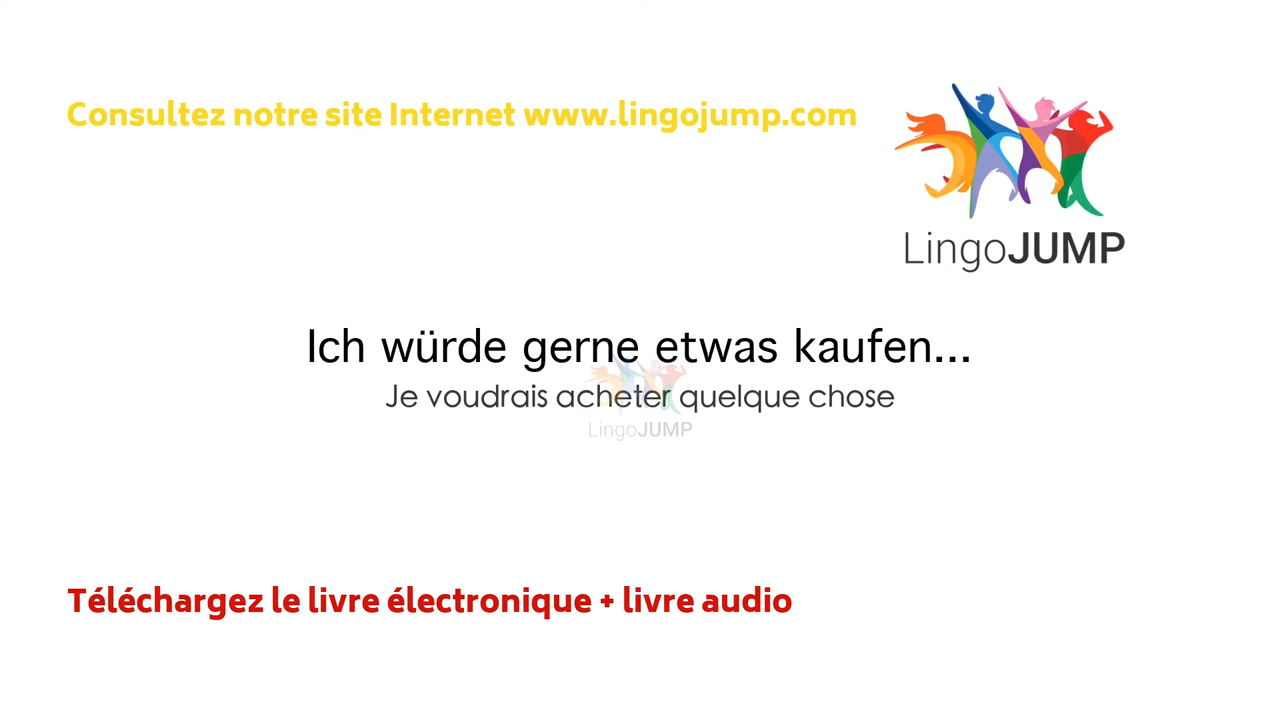 Consultez notre site Internet www.lingojump.com
LingoJUMP
Ich würde gerne etwas kaufen...
Je voudrais acheter quelque chose
LingoJUMP
Téléchargez le livre électronique + livre audio